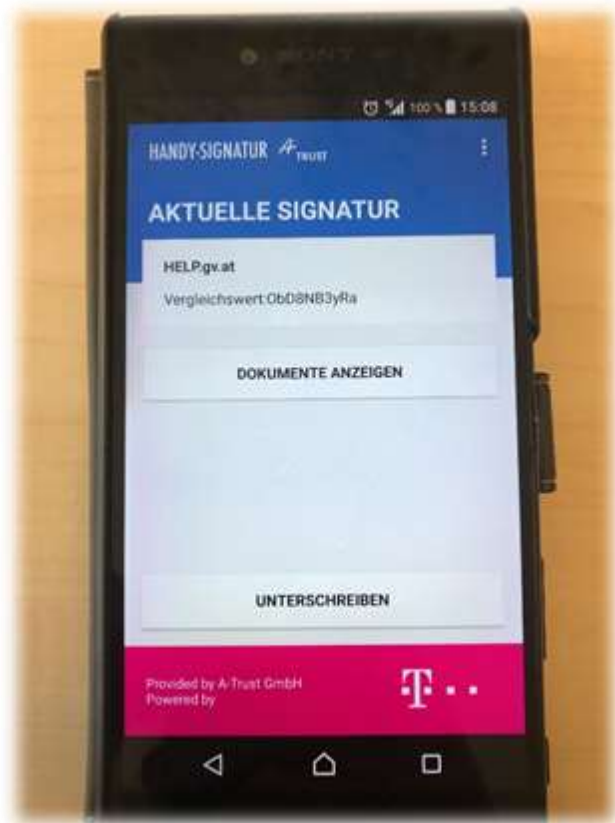 SONY
100 % 15:08
HANDY-SIGNATUR A TRUST
AKTUELLE SIGNATUR
HELP.gv.at
Vergleichswert:ObD8NB3yRa
DOKUMENTE ANZEIGEN
UNTERSCHREIBEN
Provided by A-Trust GmbH
Powered by
T